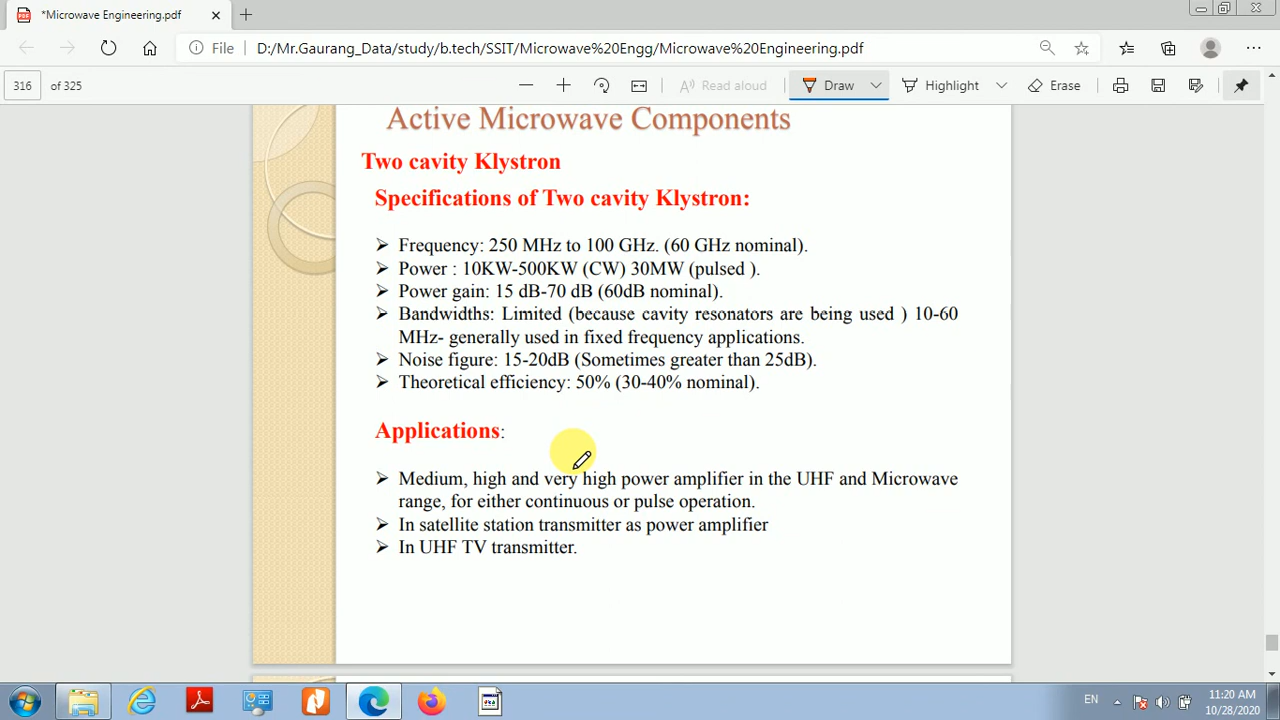 *Microwave Engineering.pdf
File
D:/Mr.Gaurang_Data/study/b.tech/SSIT/Microwave%20Engg/Microwave%20Engineering.pdf
316 of 325
Read aloud
Draw
Highlight
Erase
Active Microwave Components
Two cavity Klystron
Specifications of Two cavity Klystron:
➢ Frequency: 250 MHz to 100 GHz. (60 GHz nominal).
➢ Power : 10KW-500KW (CW) 30MW (pulsed ).
➢ Power gain: 15 dB-70 dB (60dB nominal).
➢ Bandwidths: Limited (because cavity resonators are being used ) 10-60
MHz- generally used in fixed frequency applications.
➢ Noise figure: 15-20dB (Sometimes greater than 25dB).
➢ Theoretical efficiency: 50% (30-40% nominal).
Applications:
➢ Medium, high and very high power amplifier in the UHF and Microwave
range, for either continuous or pulse operation.
➢ In satellite station transmitter as power amplifier
➢ In UHF TV transmitter.
EN
11:20 AM
10/28/2020